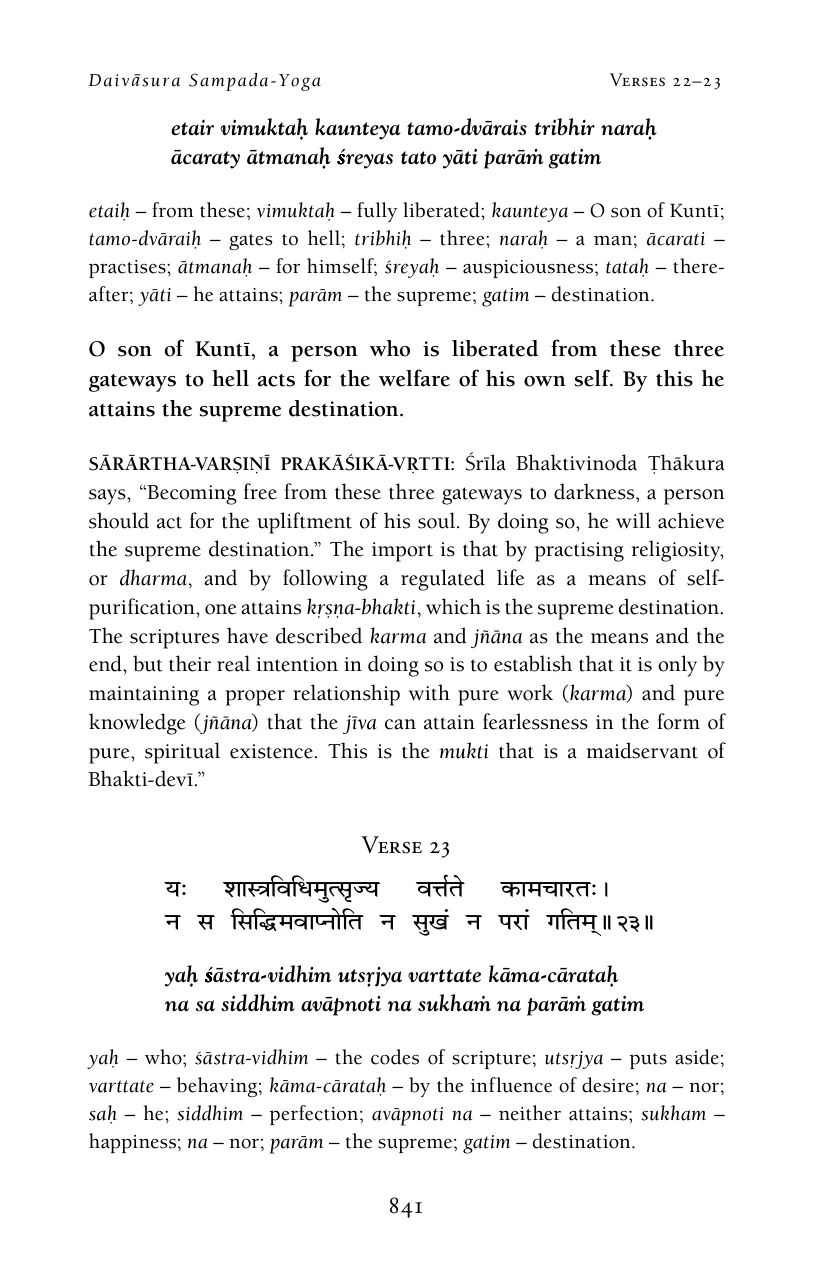 Daivāsura Sampada-Yoga VERSES 22–23
etair vimuktaḥ kaunteya tamo-dvārais tribhir naraḥ
ācaraty ātmanaḥ śreyas tato yāti parāṁ gatim
etaiḥ – from these; vimuktaḥ – fully liberated; kaunteya – O son of Kuntī;
tamo-dvāraiḥ – gates to hell; tribhiḥ – three; naraḥ – a man; ācarati –
practises; ātmanaḥ – for himself; śreyaḥ – auspiciousness; tataḥ – there-
after; yāti – he attains; parām – the supreme; gatim – destination.
O son of Kuntī, a person who is liberated from these three
gateways to hell acts for the welfare of his own self. By this he
attains the supreme destination.
SĀRĀRTHA-VARṢIṆĪ PRAKĀŚIKĀ-VṚTTI: Śrīla Bhaktivinoda Ṭhākura
says, “Becoming free from these three gateways to darkness, a person
should act for the upliftment of his soul. By doing so, he will achieve
the supreme destination.” The import is that by practising religiosity,
or dharma, and by following a regulated life as a means of self-
purification, one attains kṛṣṇa-bhakti, which is the supreme destination.
The scriptures have described karma and jñāna as the means and the
end, but their real intention in doing so is to establish that it is only by
maintaining a proper relationship with pure work (karma) and pure
knowledge (jñāna) that the jīva can attain fearlessness in the form of
pure, spiritual existence. This is the mukti that is a maidservant of
Bhakti-devī.”
VERSE 23
यः शास्त्रविधिमुत्सृज्य वर्त्तते कामचारतः।
न स सिद्धिमवाप्नोति न सुखं न परां गतिम्॥२३॥
yaḥ śāstra-vidhim utsṛjya varttate kāma-cārataḥ
na sa siddhim avāpnoti na sukhaṁ na parāṁ gatim
yaḥ – who; śāstra-vidhim – the codes of scripture; utsṛjya – puts aside;
varttate – behaving; kāma-cārataḥ – by the influence of desire; na – nor;
saḥ – he; siddhim – perfection; avāpnoti na – neither attains; sukham –
happiness; na – nor; parām – the supreme; gatim – destination.
841